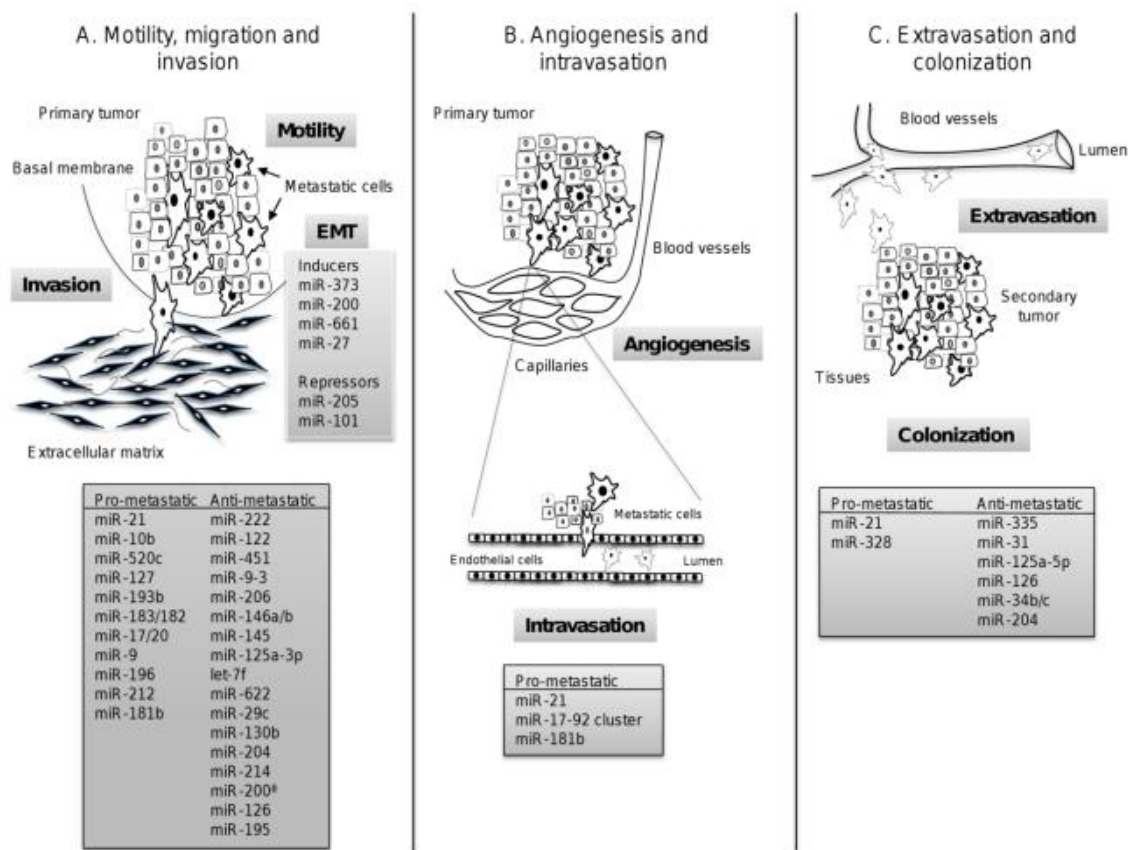 A. Motility, migration and
invasion
Primary tumor
Motility
Basal membrane
Metastatic cells
EMT
Inducers
miR-373
miR-200
miR-661
miR-27
Repressors
miR-205
miR-101
Invasion
Extracellular matrix
Pro-metastatic Anti-metastatic
miR-21 miR-222
miR-10b miR-122
miR-520c miR-451
miR-127 miR-9-3
miR-193b miR-206
miR-183/182 miR-146a/b
miR-17/20 miR-145
miR-9 miR-125a-3p
miR-196 let-7f
miR-212 miR-622
miR-181b miR-29c
miR-130b
miR-204
miR-214
miR-200*
miR-126
miR-195
B. Angiogenesis and
intravasation
Primary tumor
Blood vessels
Angiogenesis
Capillaries
Metastatic cells
Endothelial cells Lumen
Intravasation
Pro-metastatic
miR-21
miR-17-92 cluster
miR-181b
C. Extravasation and
colonization
Blood vessels
Lumen
Extravasation
Secondary
tumor
Tissues
Colonization
Pro-metastatic Anti-metastatic
miR-21 miR-335
miR-328 miR-31
miR-125a-5p
miR-126
miR-34b/c
miR-204